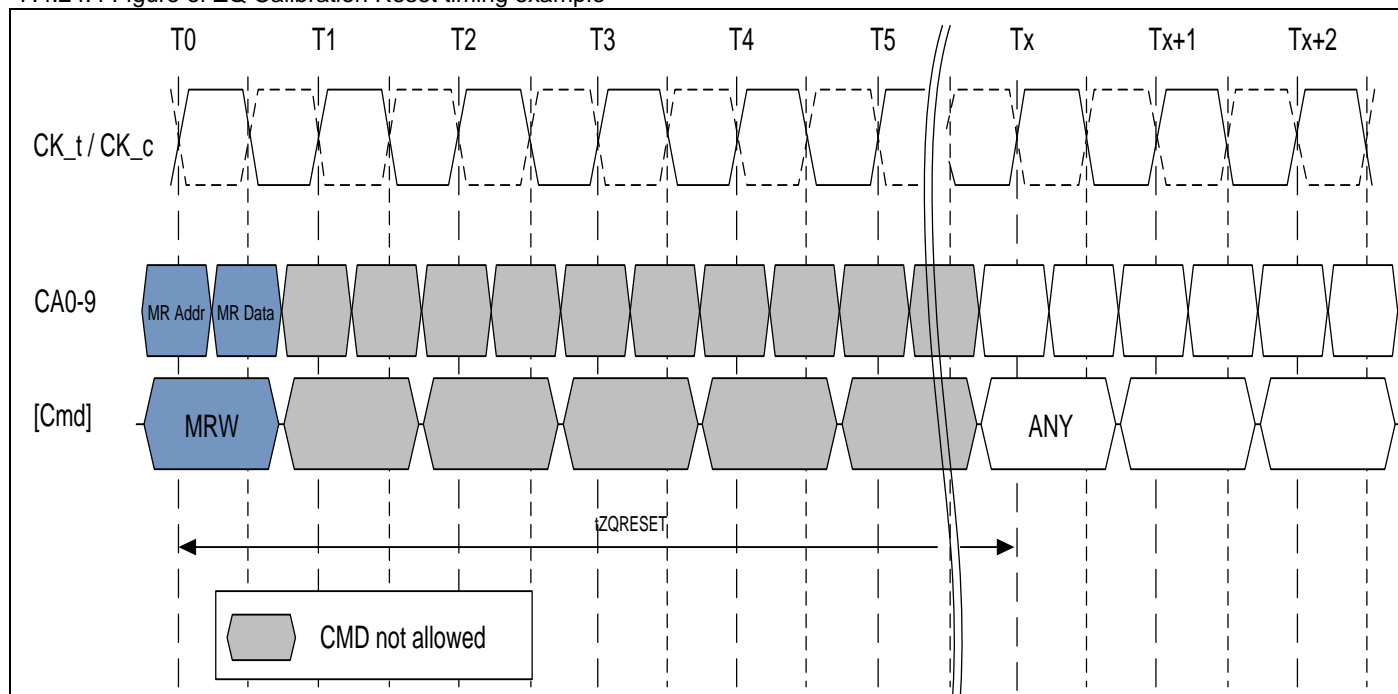 T0 T1 T2 T3 T4 T5 Tx Tx+1 Tx+2
CK_t / CK_c
CA0-9
MR Addr MR Data
[Cmd]
MRW
ANY
tZQRESET
CMD not allowed